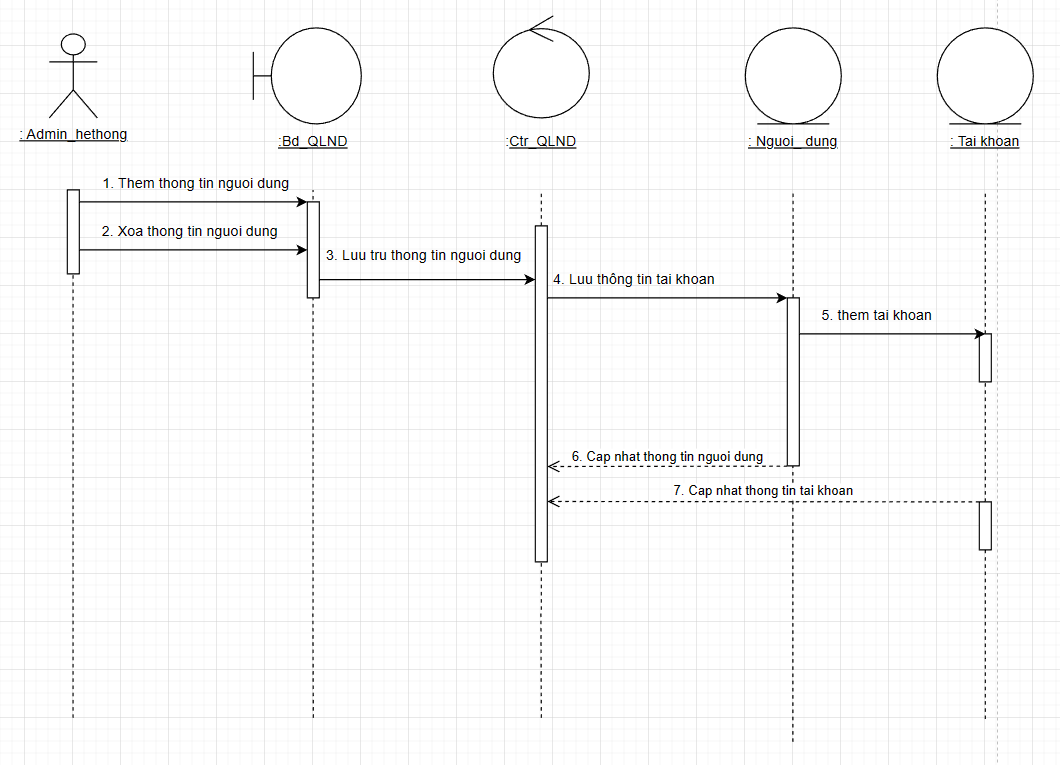 : Admin_hethong
:Bd_QLND
:Ctr_QLND
: Nguoi_ dung
: Tai khoan
1. Them thong tin nguoi dung
2. Xoa thong tin nguoi dung
3. Luu tru thong tin nguoi dung
4. Luu thông tin tai khoan
5. them tai khoan
6. Cap nhat thong tin nguoi dung
7. Cap nhat thong tin tai khoan